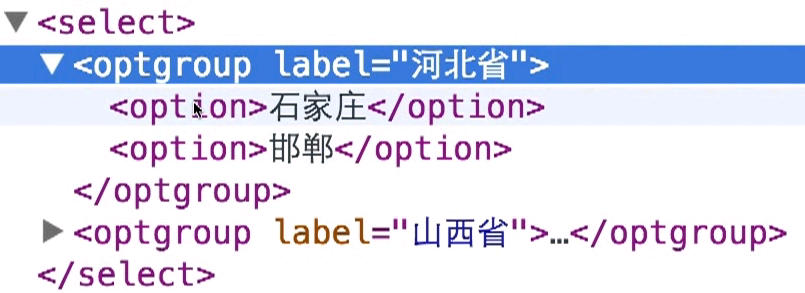 ▼<select>
▼<optgroup label="河北省">
<option>石家庄</option>
<option>邯郸</option>
</optgroup>
▶<optgroup label="山西省">…</optgroup>
</select>